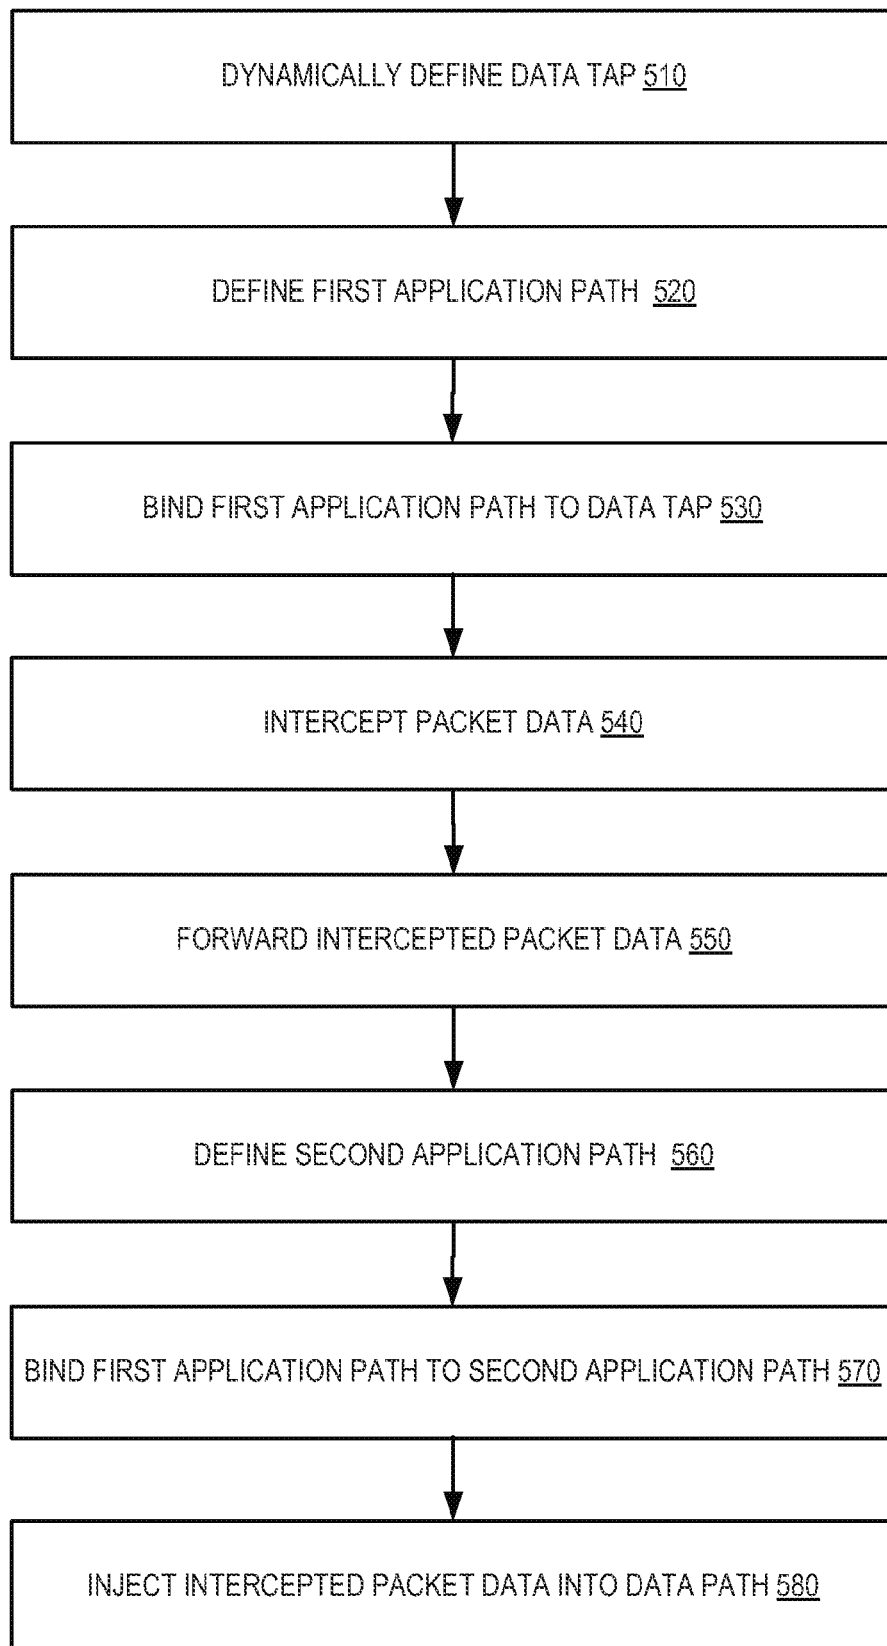 DYNAMICALLY DEFINE DATA TAP 510
DEFINE FIRST APPLICATION PATH 520
BIND FIRST APPLICATION PATH TO DATA TAP 530
INTERCEPT PACKET DATA 540
FORWARD INTERCEPTED PACKET DATA 550
DEFINE SECOND APPLICATION PATH 560
BIND FIRST APPLICATION PATH TO SECOND APPLICATION PATH 570
INJECT INTERCEPTED PACKET DATA INTO DATA PATH 580